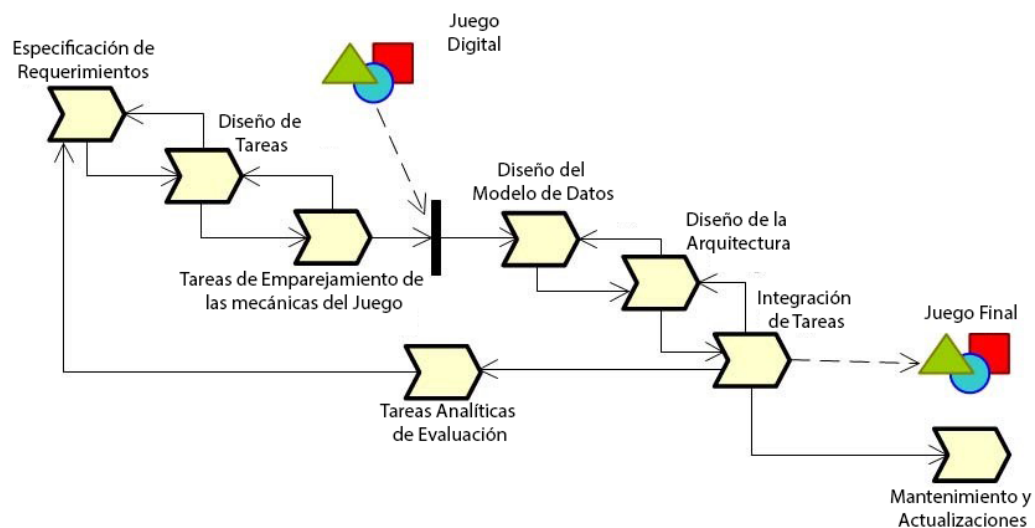 Juego
Digital
Especificación de
Requerimientos
Diseño de
Tareas
Diseño del
Modelo de Datos
Tareas de Emparejamiento de
las mecánicas del Juego
Diseño de la
Arquitectura
Integración
de Tareas
Juego Final
Tareas Analíticas
de Evaluación
Mantenimiento y
Actualizaciones